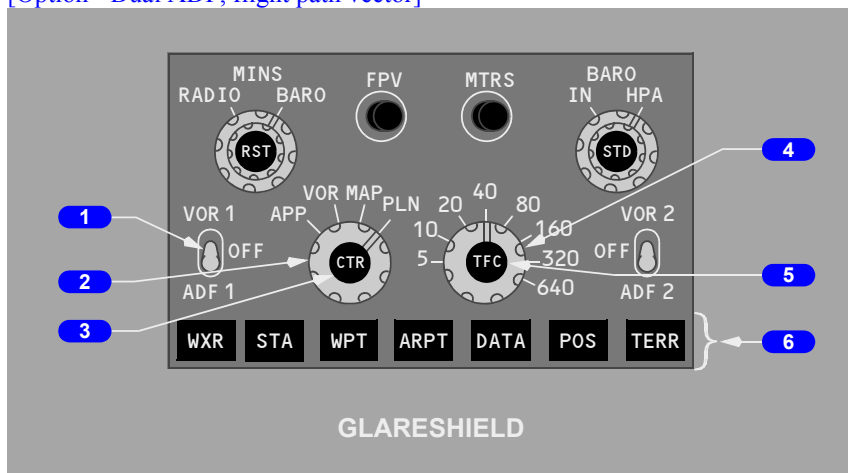 [Option - Dual ADF, flight path vector]
MINS
RADIO BARO
RST
FPV
MTRS
BARO
IN HPA
STD
4
1
VOR 1
OFF
ADF 1
2
3
APP VOR MAP PLN
CTR
5 10 20 40 80 160 320 640
TFC
VOR 2
OFF
ADF 2
5
WXR STA WPT ARPT DATA POS TERR
6
GLARESHIELD